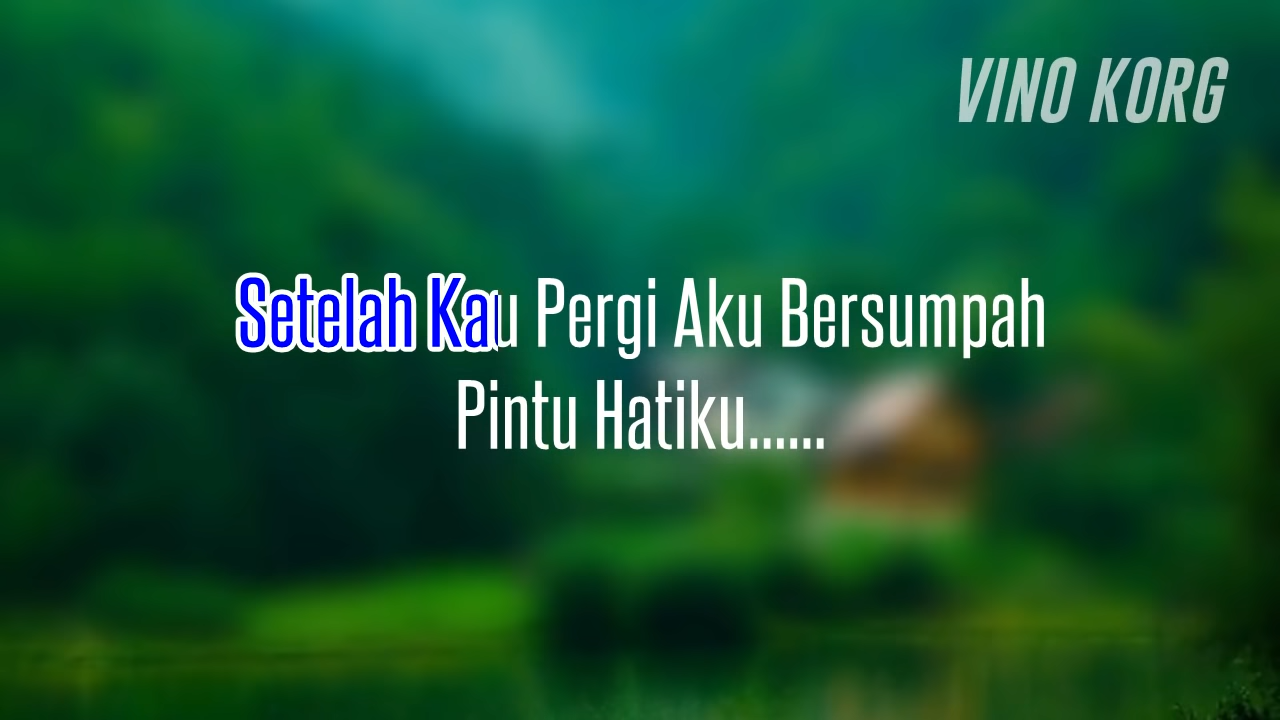 VINO KORG
Setelah Kau Pergi Aku Bersumpah
Pintu Hatiku......